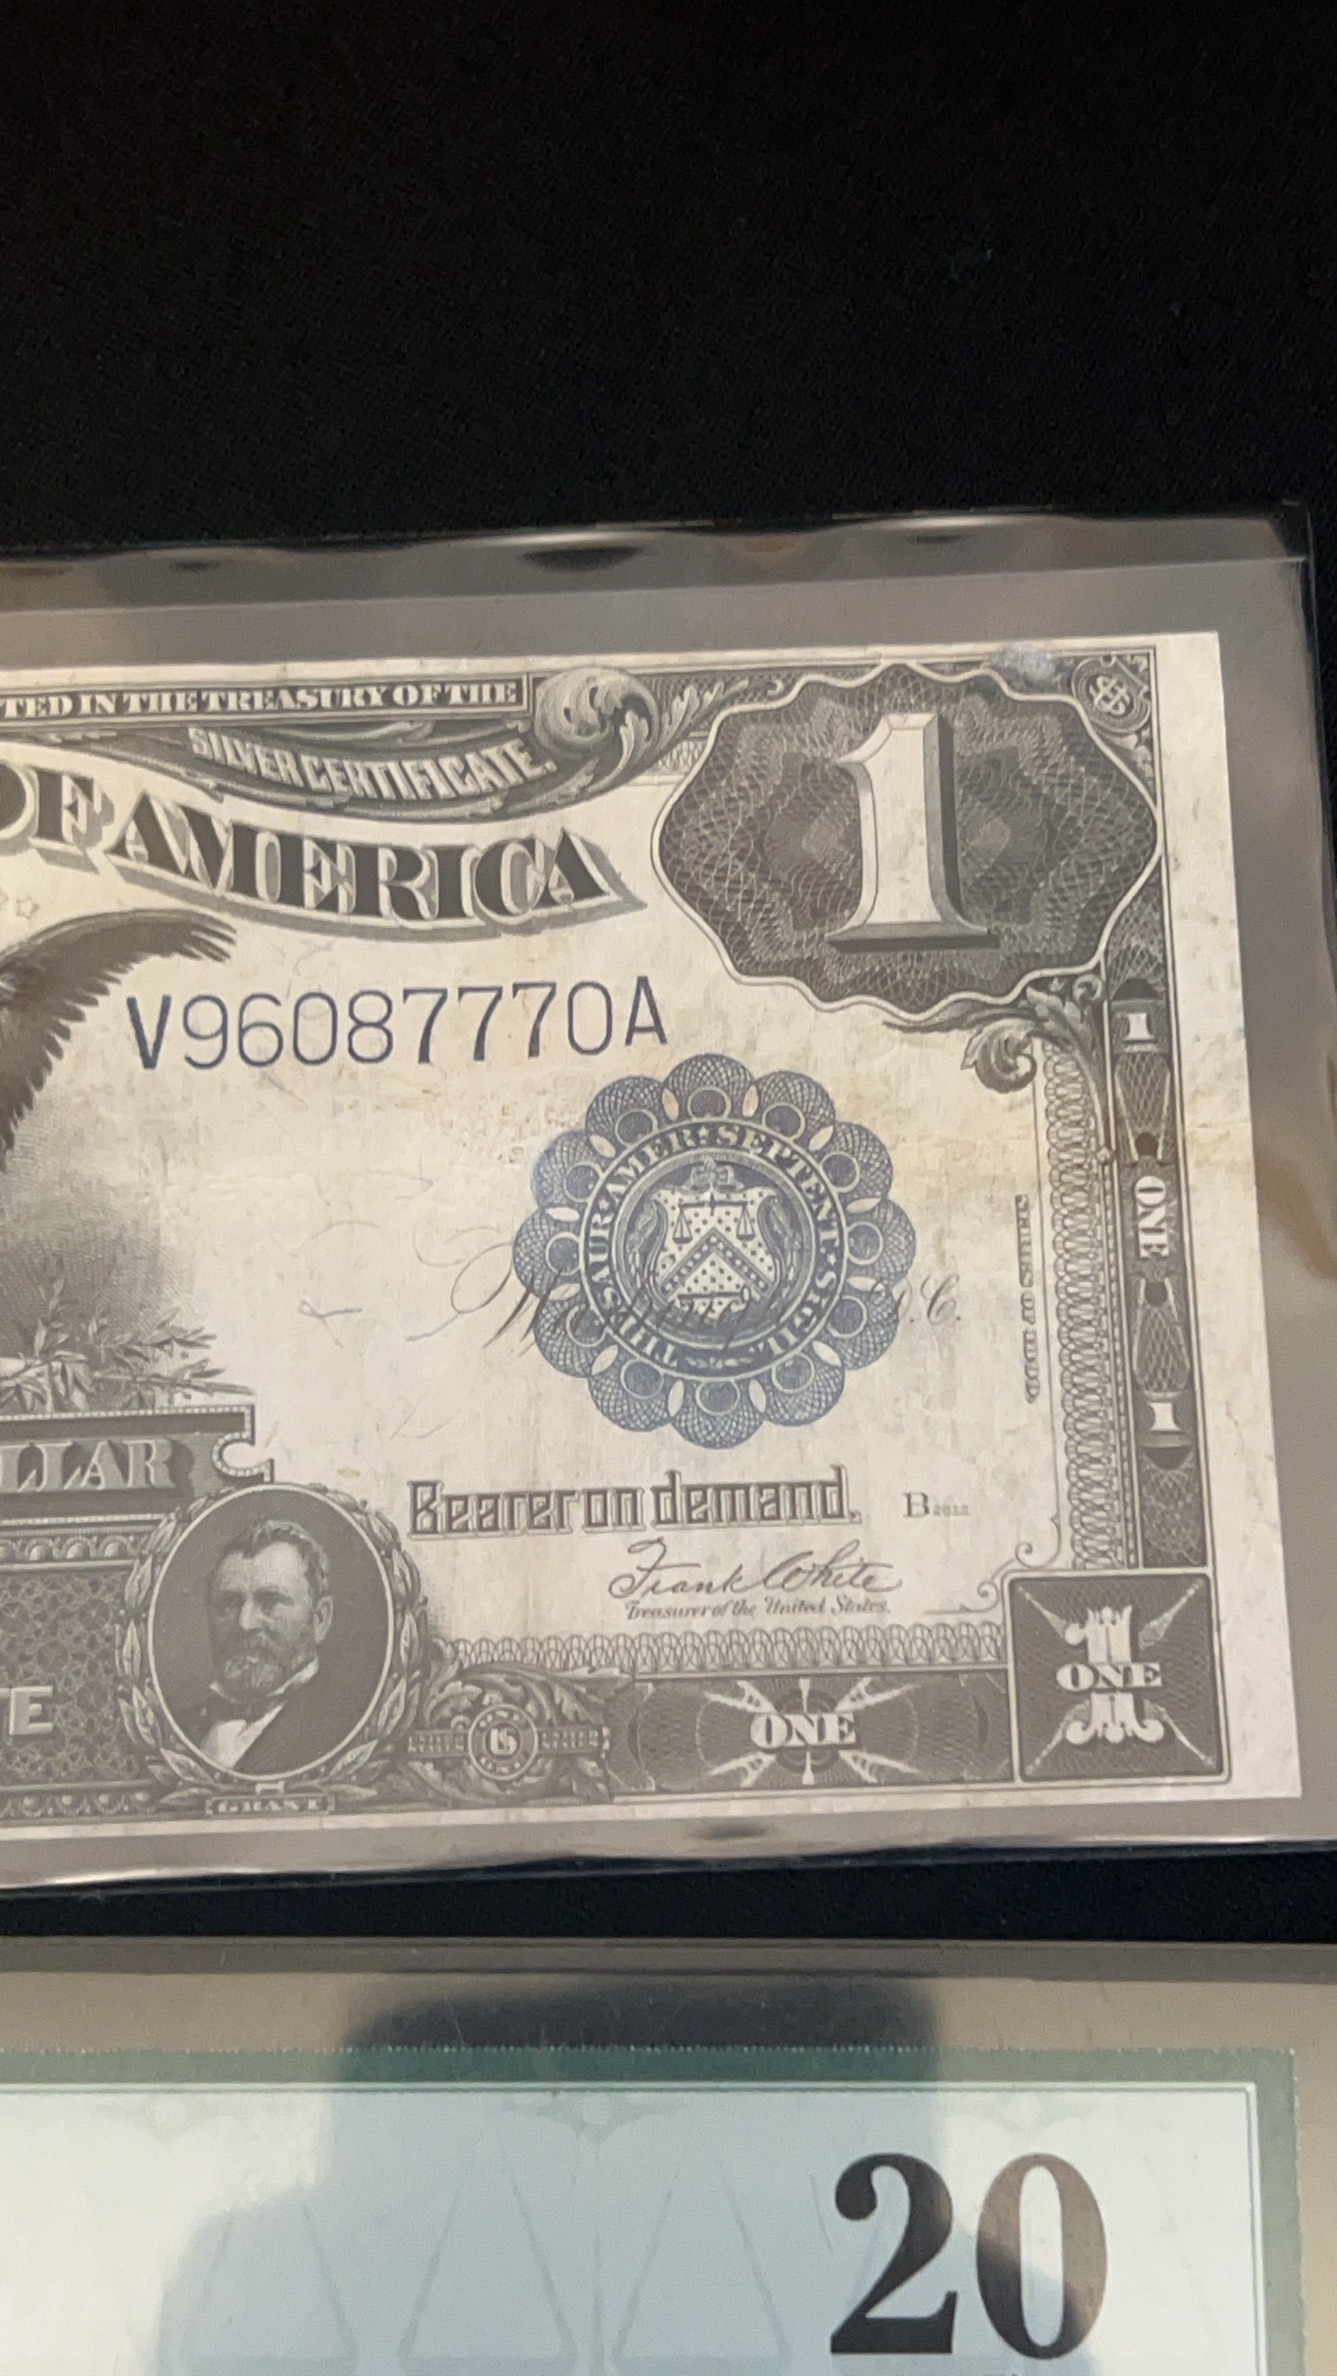 TED IN THE TREASURY OF THE
SILVER CERTIFICATE.
1
OF AMERICA
V96087770A
1
THESAUR·AMER·SEPTENT·SIGIL
ONE
D.C.
1
LLAR
Bearer on demand.
B
Frank White
Treasurer of the United States.
1
ONE
ONE
E
GRANT
20